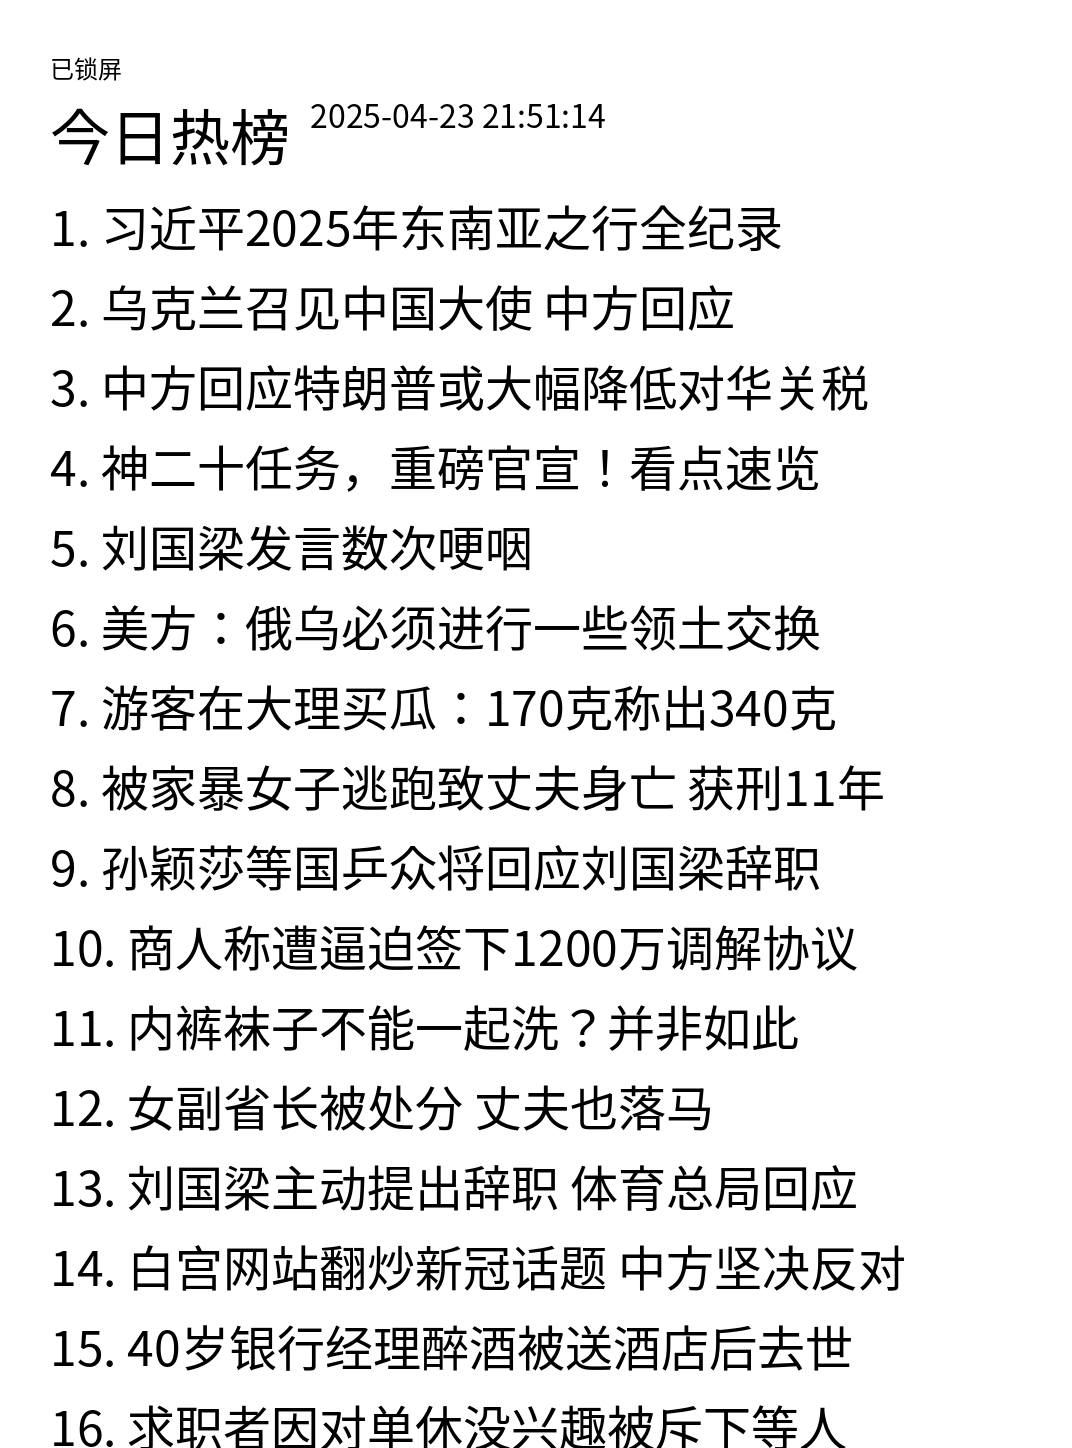 已锁屏
今日热榜 2025-04-23 21:51:14
1. 习近平2025年东南亚之行全纪录
2. 乌克兰召见中国大使 中方回应
3. 中方回应特朗普或大幅降低对华关税
4. 神二十任务，重磅官宣！看点速览
5. 刘国梁发言数次哽咽
6. 美方：俄乌必须进行一些领土交换
7. 游客在大理买瓜：170克称出340克
8. 被家暴女子逃跑致丈夫身亡 获刑11年
9. 孙颖莎等国乒众将回应刘国梁辞职
10. 商人称遭逼迫签下1200万调解协议
11. 内裤袜子不能一起洗？并非如此
12. 女副省长被处分 丈夫也落马
13. 刘国梁主动提出辞职 体育总局回应
14. 白宫网站翻炒新冠话题 中方坚决反对
15. 40岁银行经理醉酒被送酒店后去世
16. 求职者因对单休没兴趣被斥下等人